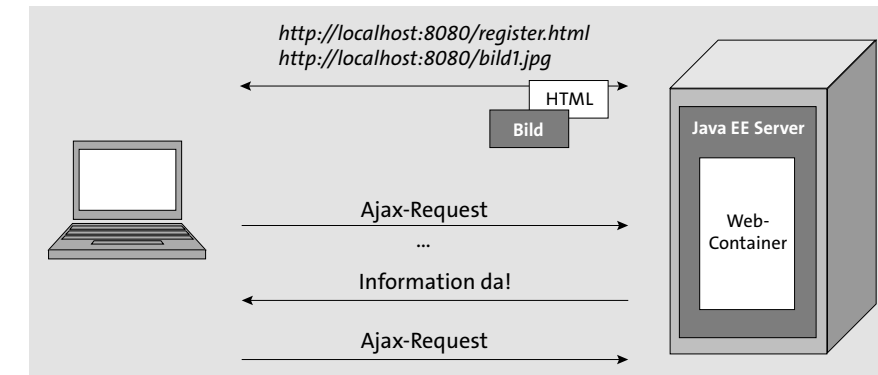 http://localhost:8080/register.html
http://localhost:8080/bild1.jpg
HTML
Bild
Java EE Server
Web-
Container
Ajax-Request
...
Information da!
Ajax-Request